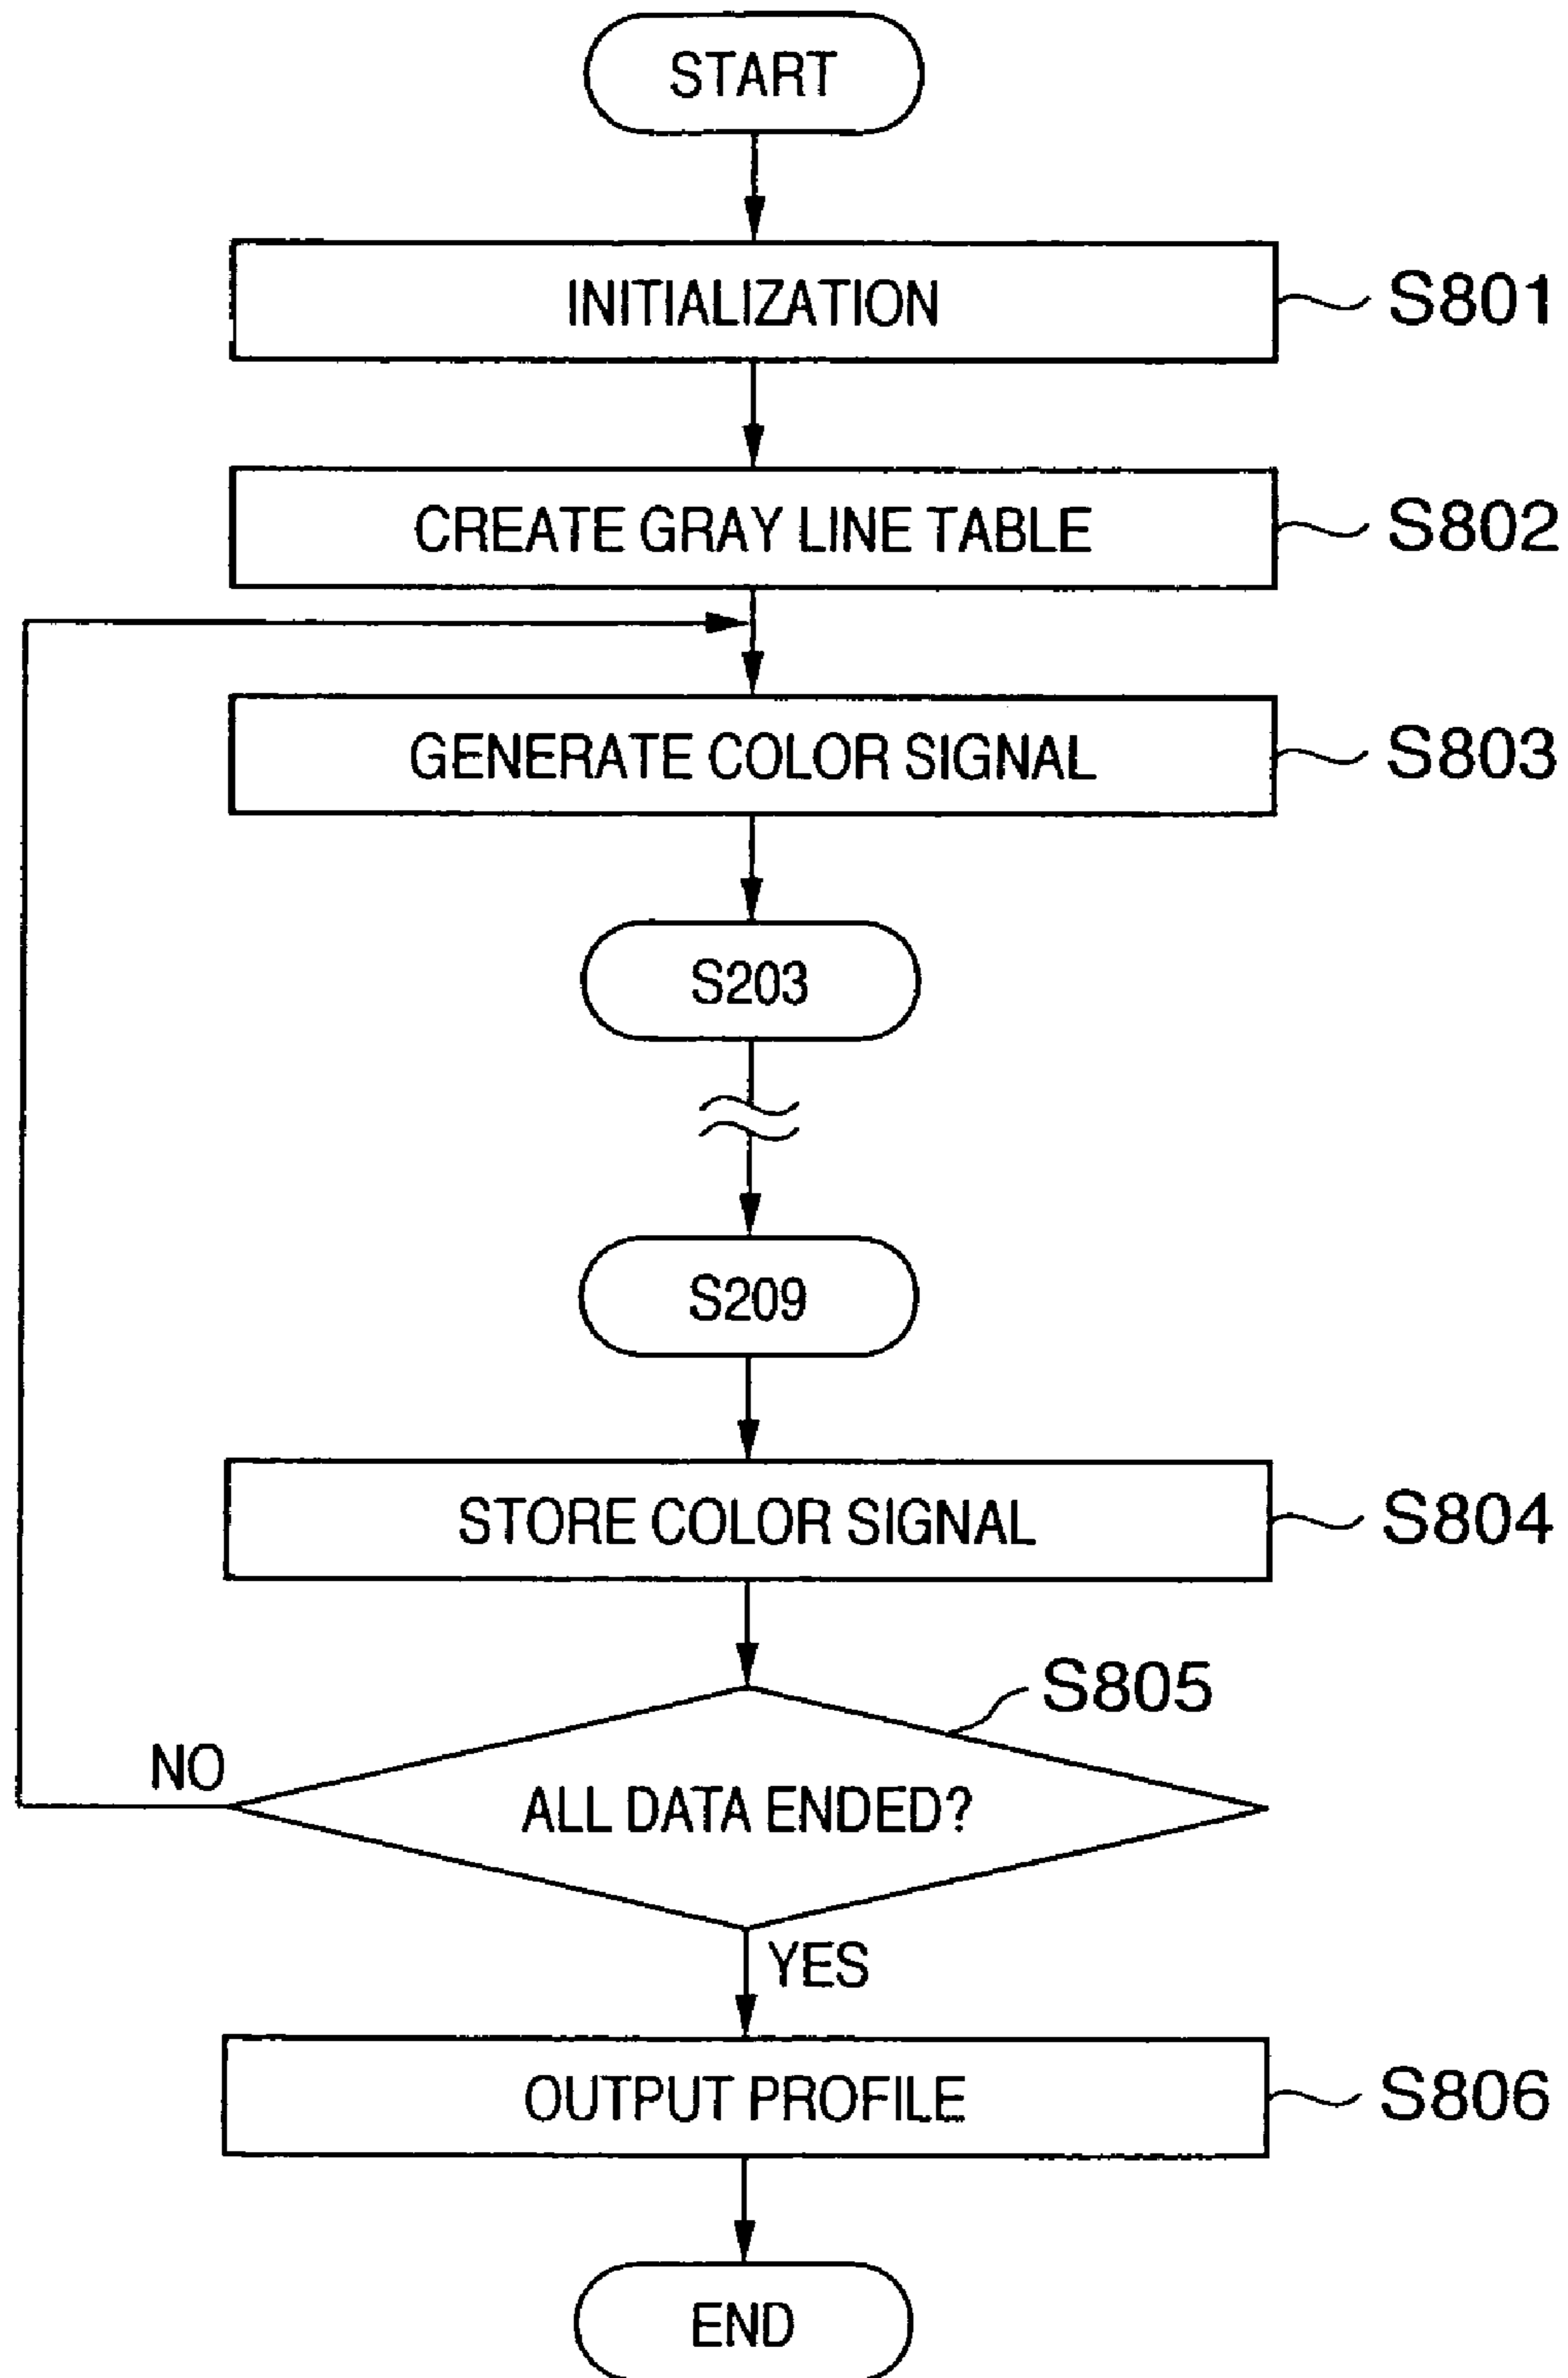 START
INITIALIZATION
S801
CREATE GRAY LINE TABLE
S802
GENERATE COLOR SIGNAL
S803
S203
S209
STORE COLOR SIGNAL
S804
S805
NO
ALL DATA ENDED?
YES
OUTPUT PROFILE
S806
END